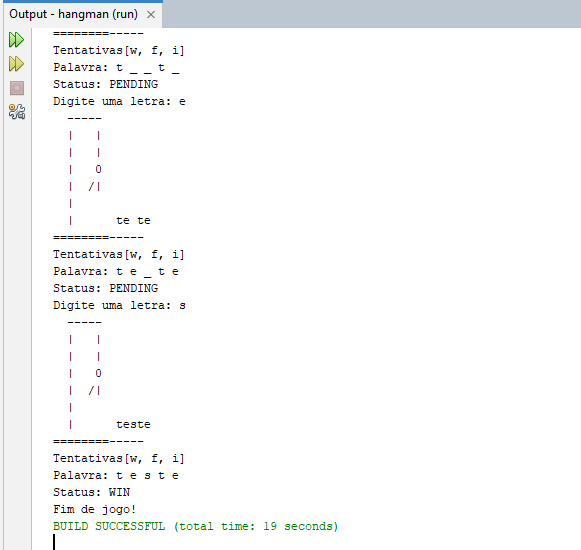 Output - hangman (run) ×
========-----
Tentativas[w, f, i]
Palavra: t _ _ t _
Status: PENDING
Digite uma letra: e
  -----
  |   |
  |   |
  |   0
  |  /|
  |
  |      te te
========-----
Tentativas[w, f, i]
Palavra: t e _ t e
Status: PENDING
Digite uma letra: s
  -----
  |   |
  |   |
  |   0
  |  /|
  |
  |      teste
========-----
Tentativas[w, f, i]
Palavra: t e s t e
Status: WIN
Fim de jogo!
BUILD SUCCESSFUL (total time: 19 seconds)